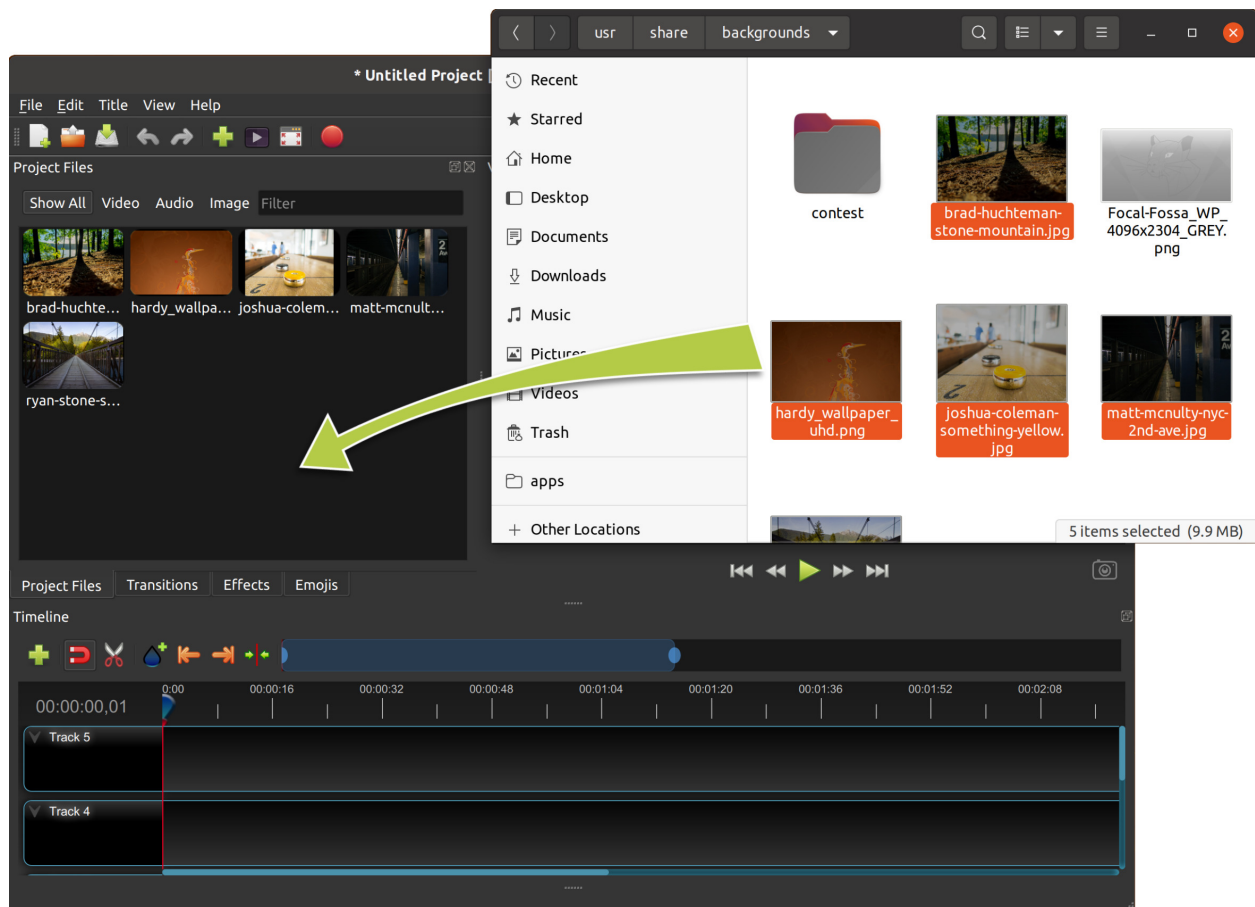 usr share backgrounds
* Untitled Project [
File Edit Title View Help
Project Files
Show All Video Audio Image Filter
brad-huchte... hardy_wallpa... joshua-colem... matt-mcnult...
ryan-stone-s...
Recent
Starred
Home
Desktop
Documents
Downloads
Music
Pictures
Videos
Trash
apps
Other Locations
contest
brad-huchteman-
stone-mountain.jpg
Focal-Fossa_WP_
4096x2304_GREY.
png
hardy_wallpaper_
uhd.png
joshua-coleman-
something-yellow.
jpg
matt-mcnulty-nyc-
2nd-ave.jpg
5 items selected (9.9 MB)
Project Files Transitions Effects Emojis
Timeline
0:00 00:00:16 00:00:32 00:00:48 00:01:04 00:01:20 00:01:36 00:01:52 00:02:08
00:00:00,01
Track 5
Track 4